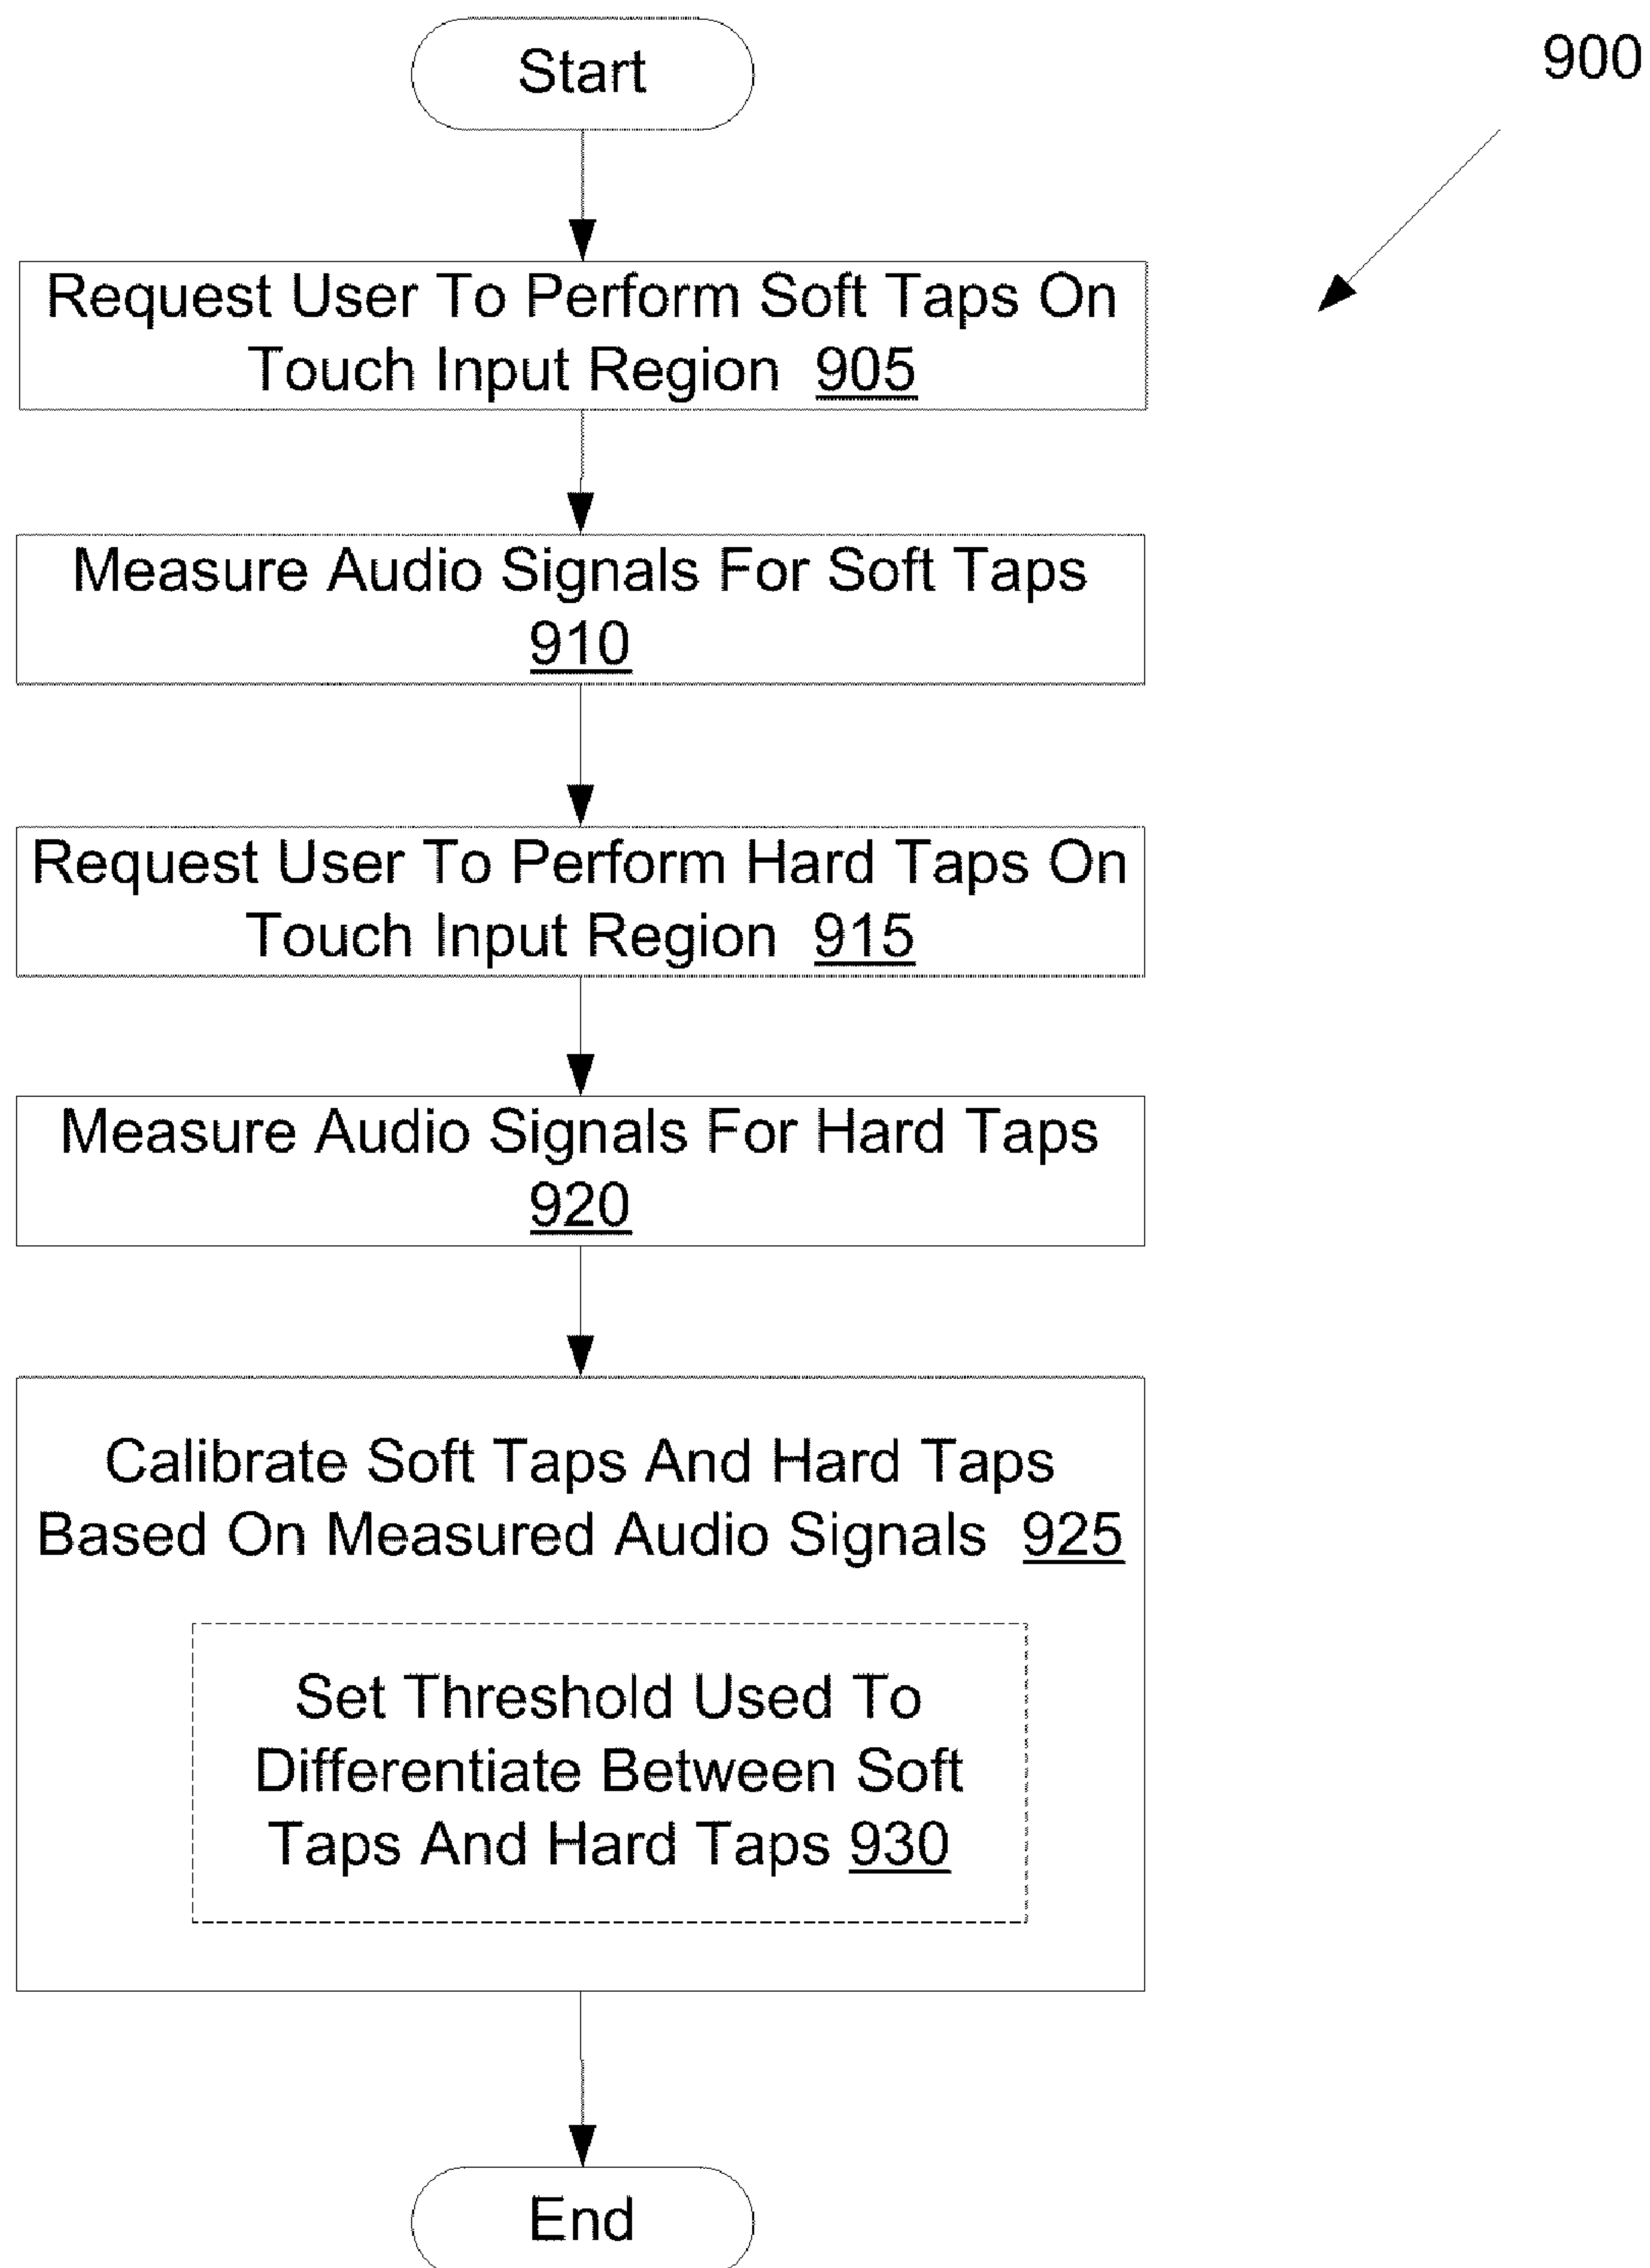 Start
900
Request User To Perform Soft Taps On
Touch Input Region 905
Measure Audio Signals For Soft Taps
910
Request User To Perform Hard Taps On
Touch Input Region 915
Measure Audio Signals For Hard Taps
920
Calibrate Soft Taps And Hard Taps
Based On Measured Audio Signals 925
Set Threshold Used To
Differentiate Between Soft
Taps And Hard Taps 930
End